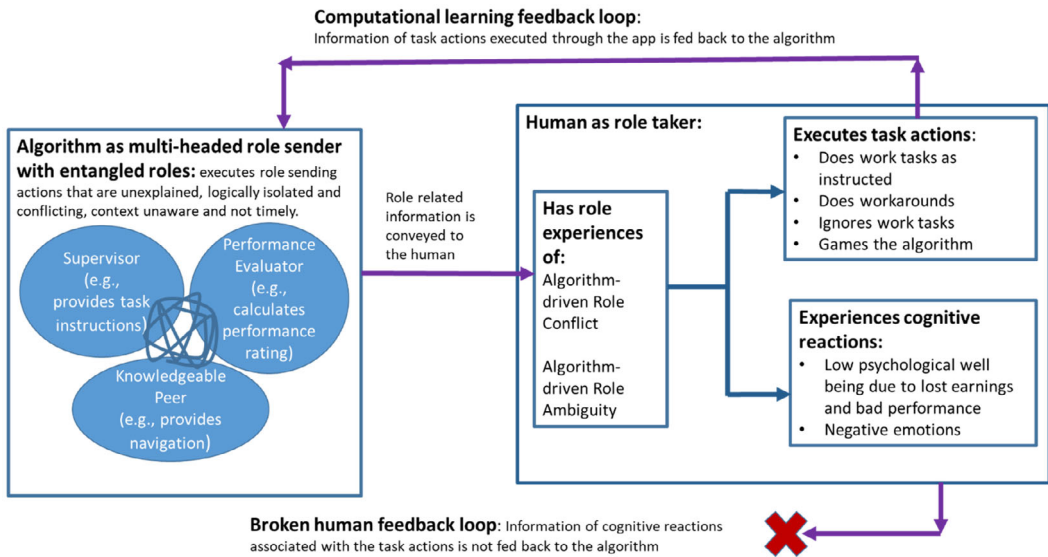 Computational learning feedback loop:
Information of task actions executed through the app is fed back to the algorithm
Algorithm as multi-headed role sender
with entangled roles: executes role sending
actions that are unexplained, logically isolated and
conflicting, context unaware and not timely.
Supervisor
(e.g.,
provides task
instructions)
Performance
Evaluator
(e.g.,
calculates
performance
rating)
Knowledgeable
Peer
(e.g., provides
navigation)
Role related
information is
conveyed to
the human
Human as role taker:
Has role
experiences
of:
Algorithm-
driven Role
Conflict
Algorithm-
driven Role
Ambiguity
Executes task actions:
• Does work tasks as
instructed
• Does workarounds
• Ignores work tasks
• Games the algorithm
Experiences cognitive
reactions:
• Low psychological well
being due to lost earnings
and bad performance
• Negative emotions
Broken human feedback loop: Information of cognitive reactions
associated with the task actions is not fed back to the algorithm